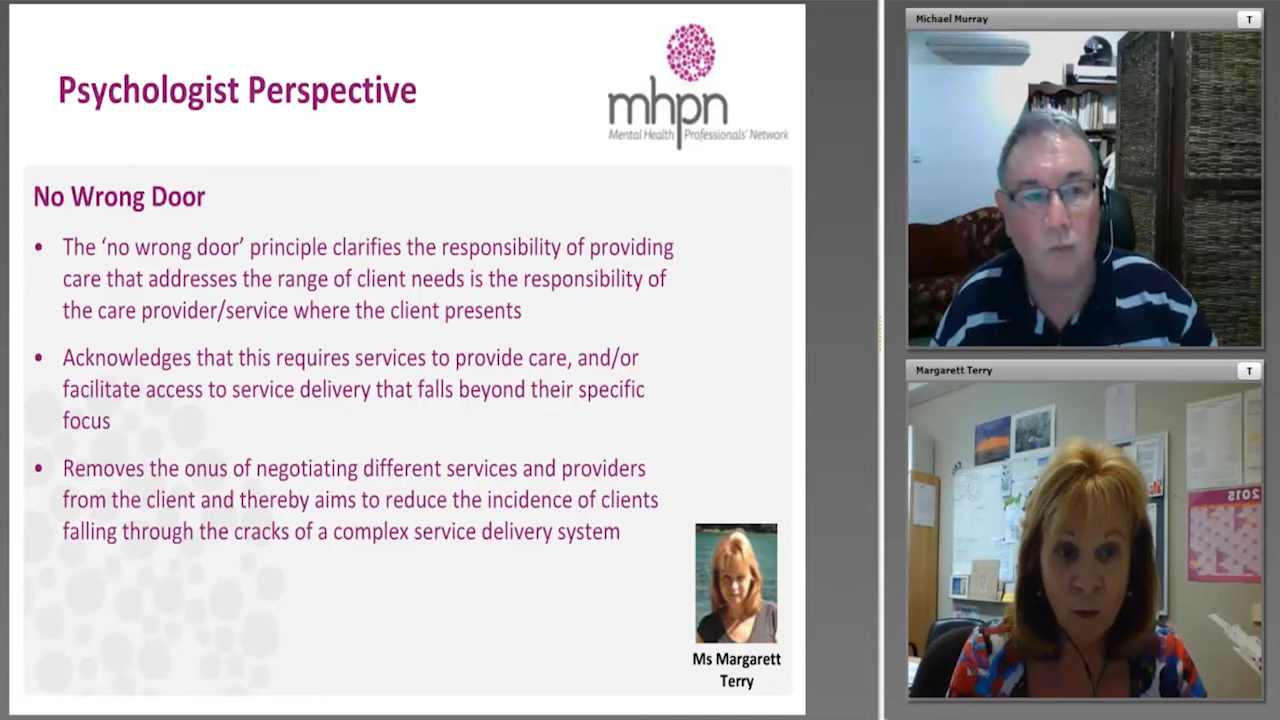 Psychologist Perspective
mhpn
Mental Health Professionals' Network
No Wrong Door
• The ‘no wrong door’ principle clarifies the responsibility of providing
care that addresses the range of client needs is the responsibility of
the care provider/service where the client presents
• Acknowledges that this requires services to provide care, and/or
facilitate access to service delivery that falls beyond their specific
focus
• Removes the onus of negotiating different services and providers
from the client and thereby aims to reduce the incidence of clients
falling through the cracks of a complex service delivery system
Ms Margarett
Terry
Michael Murray
T
Margarett Terry
T
2015